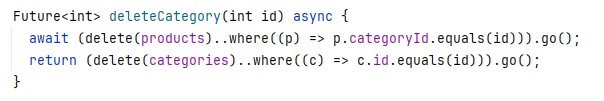 Future<int> deleteCategory(int id) async {
  await (delete(products)..where((p) => p.categoryId.equals(id))).go();
  return (delete(categories)..where((c) => c.id.equals(id))).go();
}